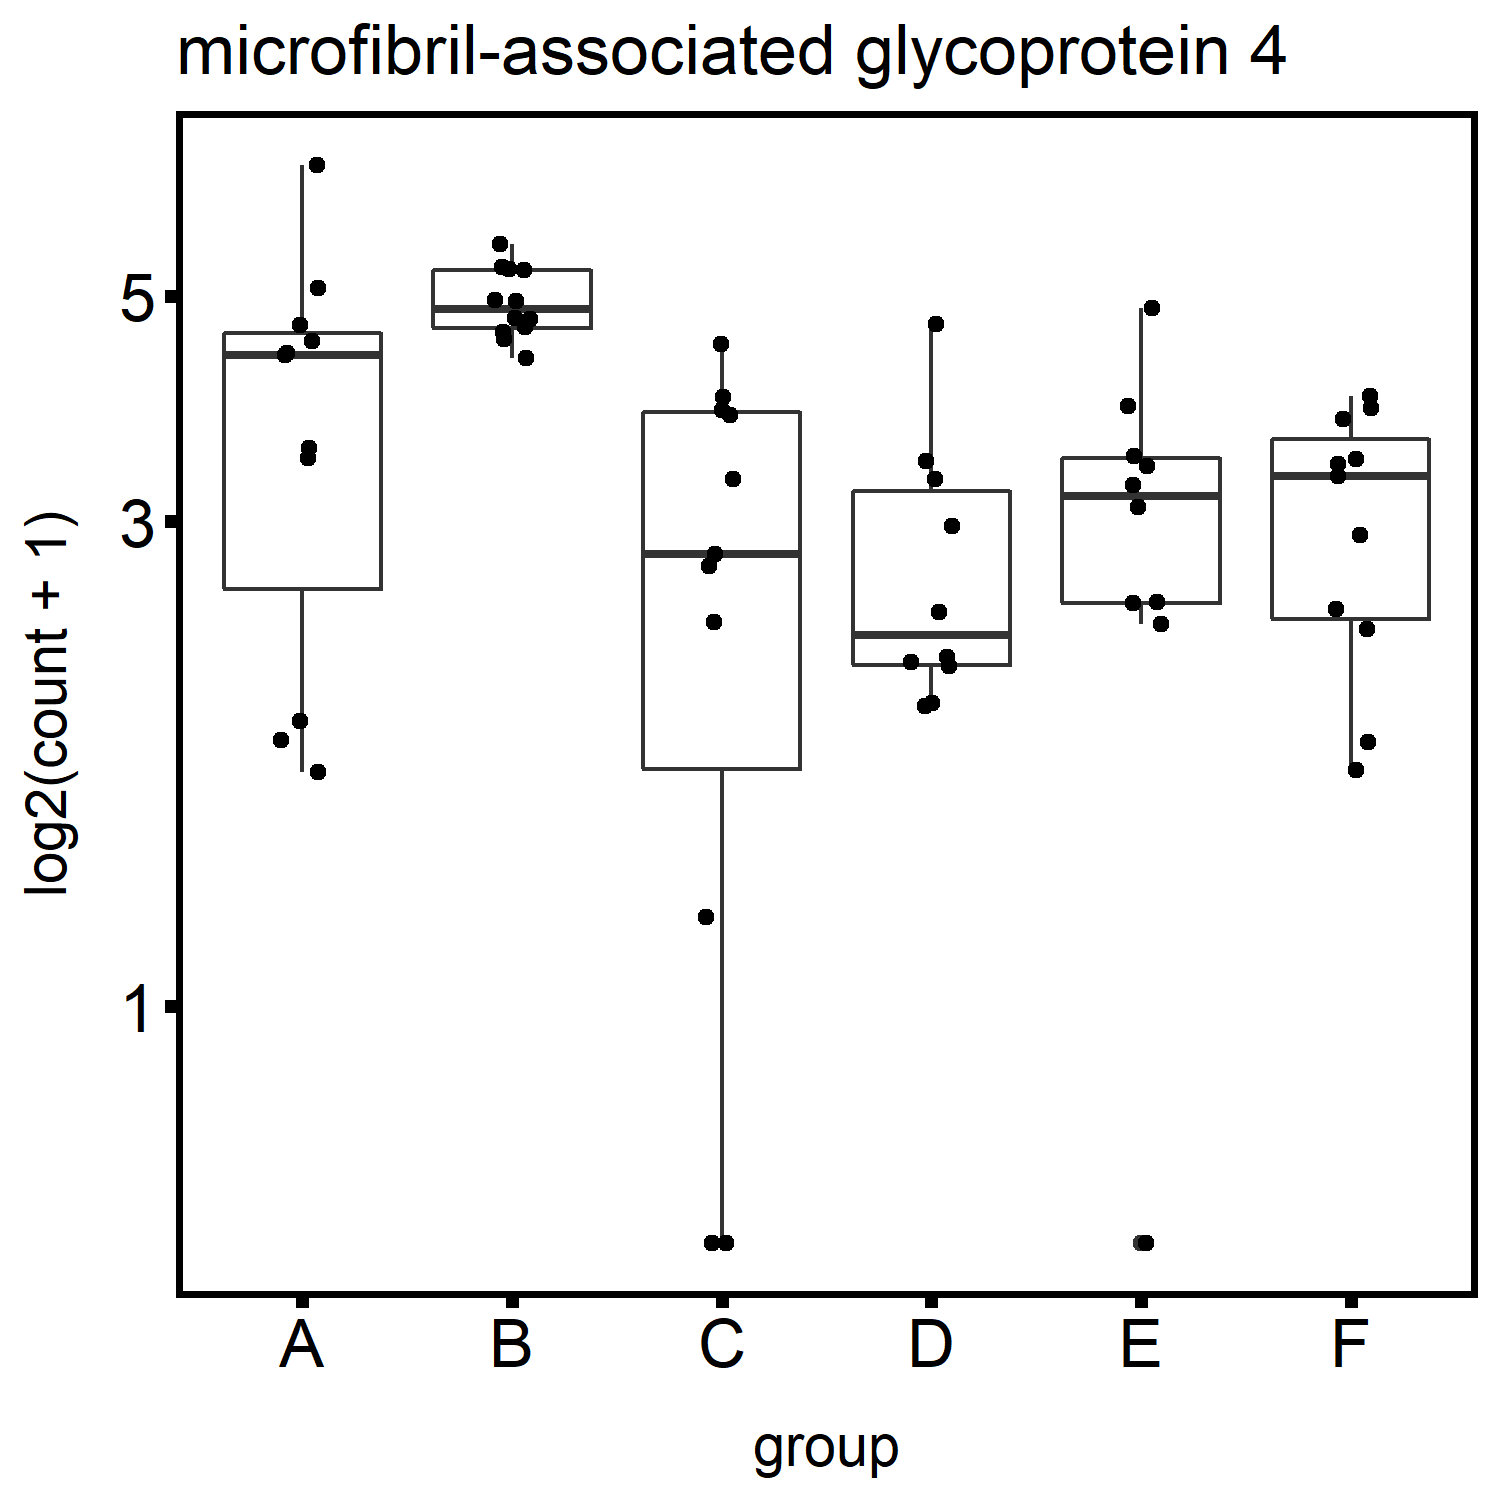 microfibril-associated glycoprotein 4
log2(count + 1)
5
3
1
A B C D E F
group